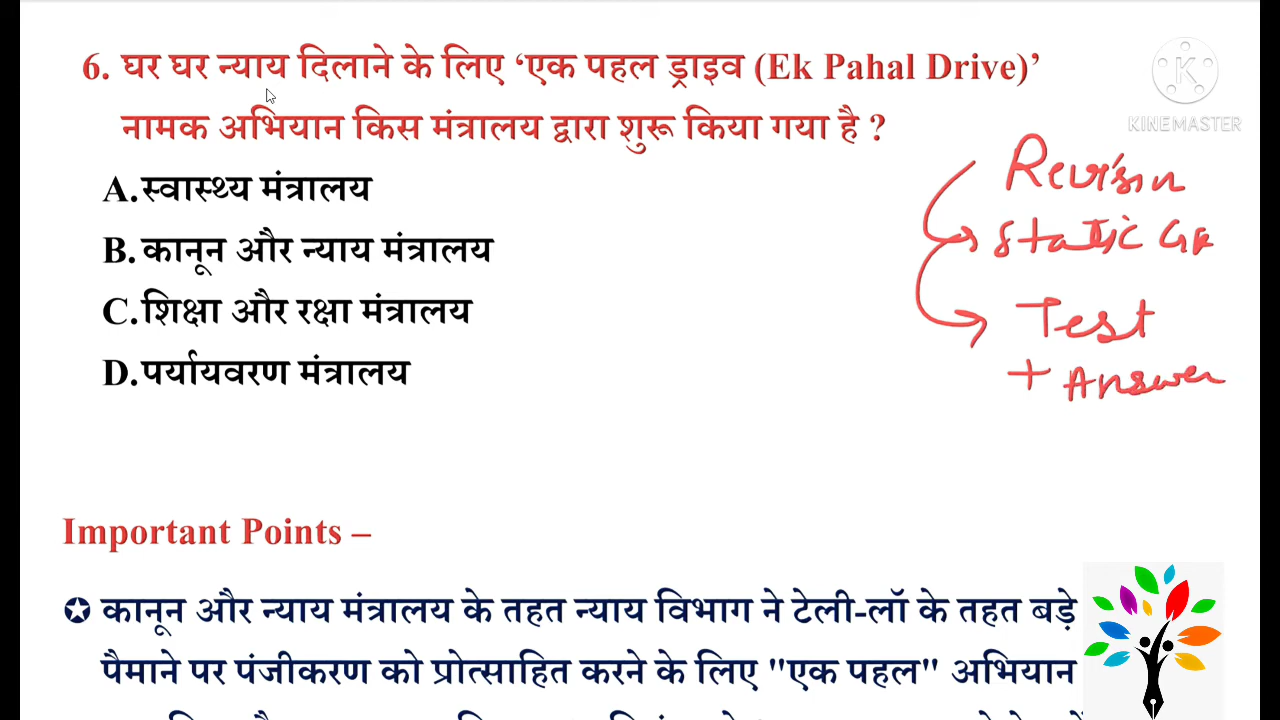 6. घर घर न्याय दिलाने के लिए ‘एक पहल ड्राइव (Ek Pahal Drive)’
नामक अभियान किस मंत्रालय द्वारा शुरू किया गया है ?
A.स्वास्थ्य मंत्रालय
B.कानून और न्याय मंत्रालय
C.शिक्षा और रक्षा मंत्रालय
D.पर्यायवरण मंत्रालय
K
KINEMASTER
Revision
Static GK
Test
+ Answer
Important Points –
कानून और न्याय मंत्रालय के तहत न्याय विभाग ने टेली-लॉ के तहत बड़े
पैमाने पर पंजीकरण को प्रोत्साहित करने के लिए "एक पहल" अभियान